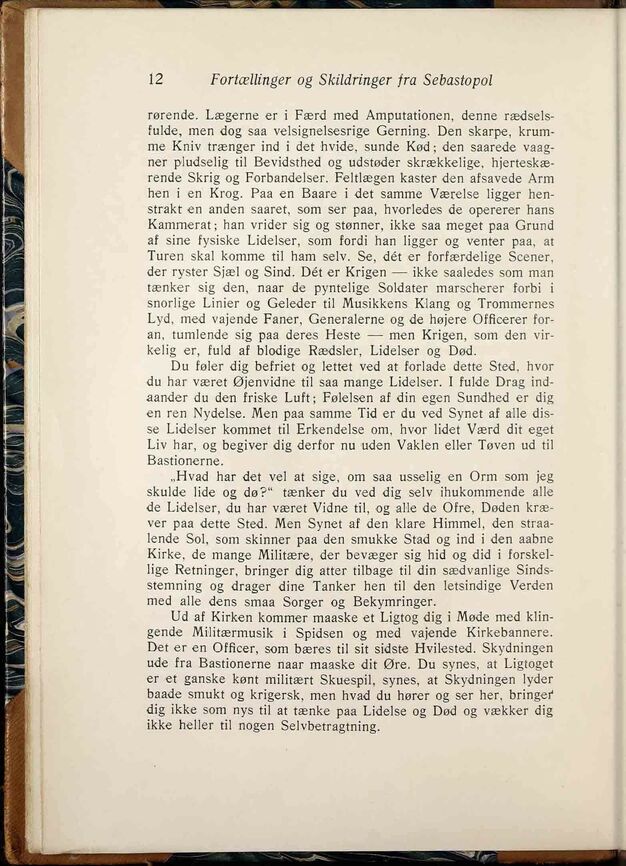 12 Fortællinger og Skildringer fra Sebastopol
rørende. Lægerne er i Færd med Amputationen, denne rædsels-
fulde, men dog saa velsignelsesrige Gerning. Den skarpe, krum-
me Kniv trænger ind i det hvide, sunde Kød; den saarede vaag-
ner pludselig til Bevidsthed og udstøder skrækkelige, hjerteskæ-
rende Skrig og Forbandelser. Feltlægen kaster den afsavede Arm
hen i en Krog. Paa en Baare i det samme Værelse ligger hen-
strakt en anden saaret, som ser paa, hvorledes de opererer hans
Kammerat; han vrider sig og stønner, ikke saa meget paa Grund
af sine fysiske Lidelser, som fordi han ligger og venter paa, at
Turen skal komme til ham selv. Se, dét er forfærdelige Scener,
der ryster Sjæl og Sind. Dét er Krigen — ikke saaledes som man
tænker sig den, naar de pyntelige Soldater marscherer forbi i
snorlige Linier og Geleder til Musikkens Klang og Trommernes
Lyd, med vajende Faner, Generalerne og de højere Officerer for-
an, tumlende sig paa deres Heste — men Krigen, som den vir-
kelig er, fuld af blodige Rædsler, Lidelser og Død.
Du føler dig befriet og lettet ved at forlade dette Sted, hvor
du har været Øjenvidne til saa mange Lidelser. I fulde Drag ind-
aander du den friske Luft; Følelsen af din egen Sundhed er dig
en ren Nydelse. Men paa samme Tid er du ved Synet af alle dis-
se Lidelser kommet til Erkendelse om, hvor lidet Værd dit eget
Liv har, og begiver dig derfor nu uden Vaklen eller Tøven ud til
Bastionerne.
„Hvad har det vel at sige, om saa usselig en Orm som jeg
skulde lide og dø?“ tænker du ved dig selv ihukommende alle
de Lidelser, du har været Vidne til, og alle de Ofre, Døden kræ-
ver paa dette Sted. Men Synet af den klare Himmel, den straa-
lende Sol, som skinner paa den smukke Stad og ind i den aabne
Kirke, de mange Militære, der bevæger sig hid og did i forskel-
lige Retninger, bringer dig atter tilbage til din sædvanlige Sinds-
stemning og drager dine Tanker hen til den letsindige Verden
med alle dens smaa Sorger og Bekymringer.
Ud af Kirken kommer maaske et Ligtog dig i Møde med klin-
gende Militærmusik i Spidsen og med vajende Kirkebannere.
Det er en Officer, som bæres til sit sidste Hvilested. Skydningen
ude fra Bastionerne naar maaske dit Øre. Du synes, at Ligtoget
er et ganske kønt militært Skuespil, synes, at Skydningen lyder
baade smukt og krigersk, men hvad du hører og ser her, bringer
dig ikke som nys til at tænke paa Lidelse og Død og vækker dig
ikke heller til nogen Selvbetragtning.